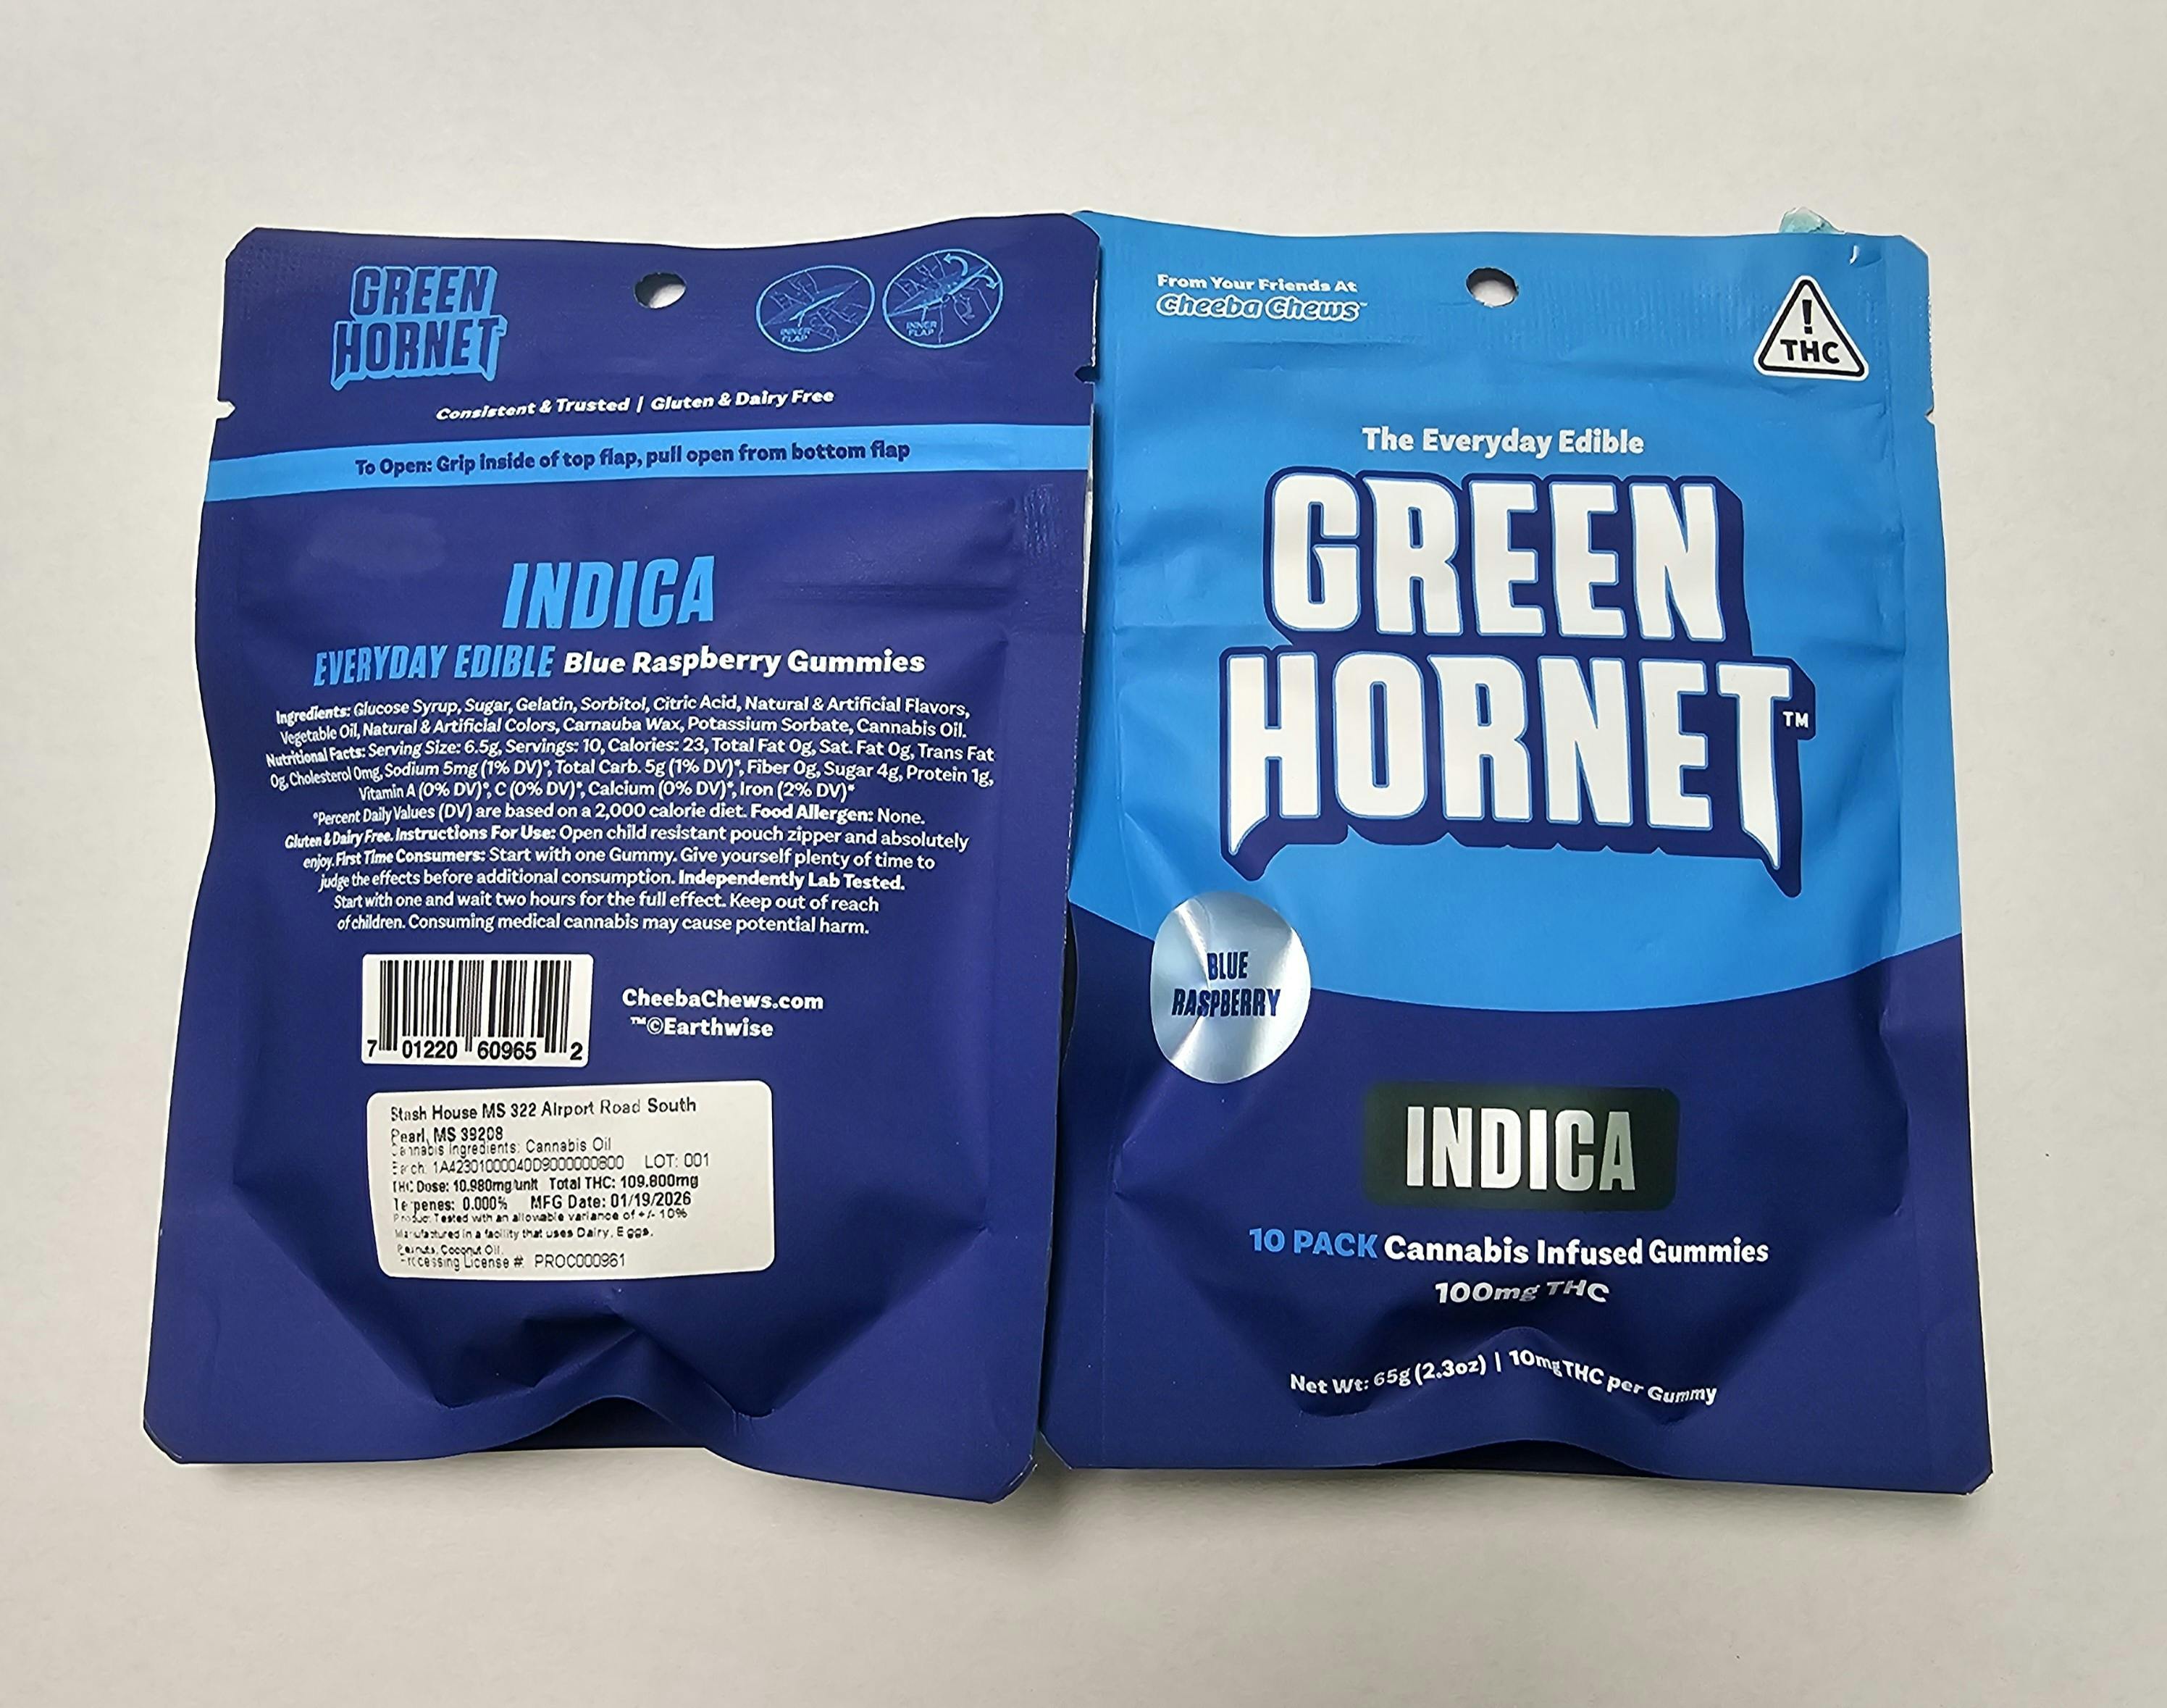 GREEN
HORNET
INNER
FLAP
INNER
FLAP
Consistent & Trusted | Gluten & Dairy Free
To Open: Grip inside of top flap, pull open from bottom flap
INDICA
EVERYDAY EDIBLE Blue Raspberry Gummies
Ingredients: Glucose Syrup, Sugar, Gelatin, Sorbitol, Citric Acid, Natural & Artificial Flavors,
Vegetable Oil, Natural & Artificial Colors, Carnauba Wax, Potassium Sorbate, Cannabis Oil.
Nutritional Facts: Serving Size: 6.5g, Servings: 10, Calories: 23, Total Fat 0g, Sat. Fat 0g, Trans Fat
0g, Cholesterol 0mg, Sodium 5mg (1% DV)*, Total Carb. 5g (1% DV)*, Fiber 0g, Sugar 4g, Protein 1g,
Vitamin A (0% DV)*, C (0% DV)*, Calcium (0% DV)*, Iron (2% DV)*
*Percent Daily Values (DV) are based on a 2,000 calorie diet. Food Allergen: None.
Gluten & Dairy Free. Instructions For Use: Open child resistant pouch zipper and absolutely
enjoy. First Time Consumers: Start with one Gummy. Give yourself plenty of time to
judge the effects before additional consumption. Independently Lab Tested.
Start with one and wait two hours for the full effect. Keep out of reach
of children. Consuming medical cannabis may cause potential harm.
7 01220 60965 2
CheebaChews.com
™©Earthwise
Stash House MS 322 Airport Road South
Pearl, MS 39208
Cannabis Ingredients: Cannabis Oil
LOT: 001
THC Dose: 10.980mg/unit Total THC: 109.800mg
Terpenes: 0.000% MFG Date: 01/19/2026
Product Tested with an allowable variance of +/- 10%
Manufactured in a facility that uses Dairy, Eggs,
Peanuts, Coconut Oil.
Processing License #: PROC000961
From Your Friends At
Cheeba Chews™
!
THC
The Everyday Edible
GREEN
HORNET™
BLUE
RASPBERRY
INDICA
10 PACK Cannabis Infused Gummies
100mg THC
Net Wt: 65g (2.3oz) | 10mg THC per Gummy